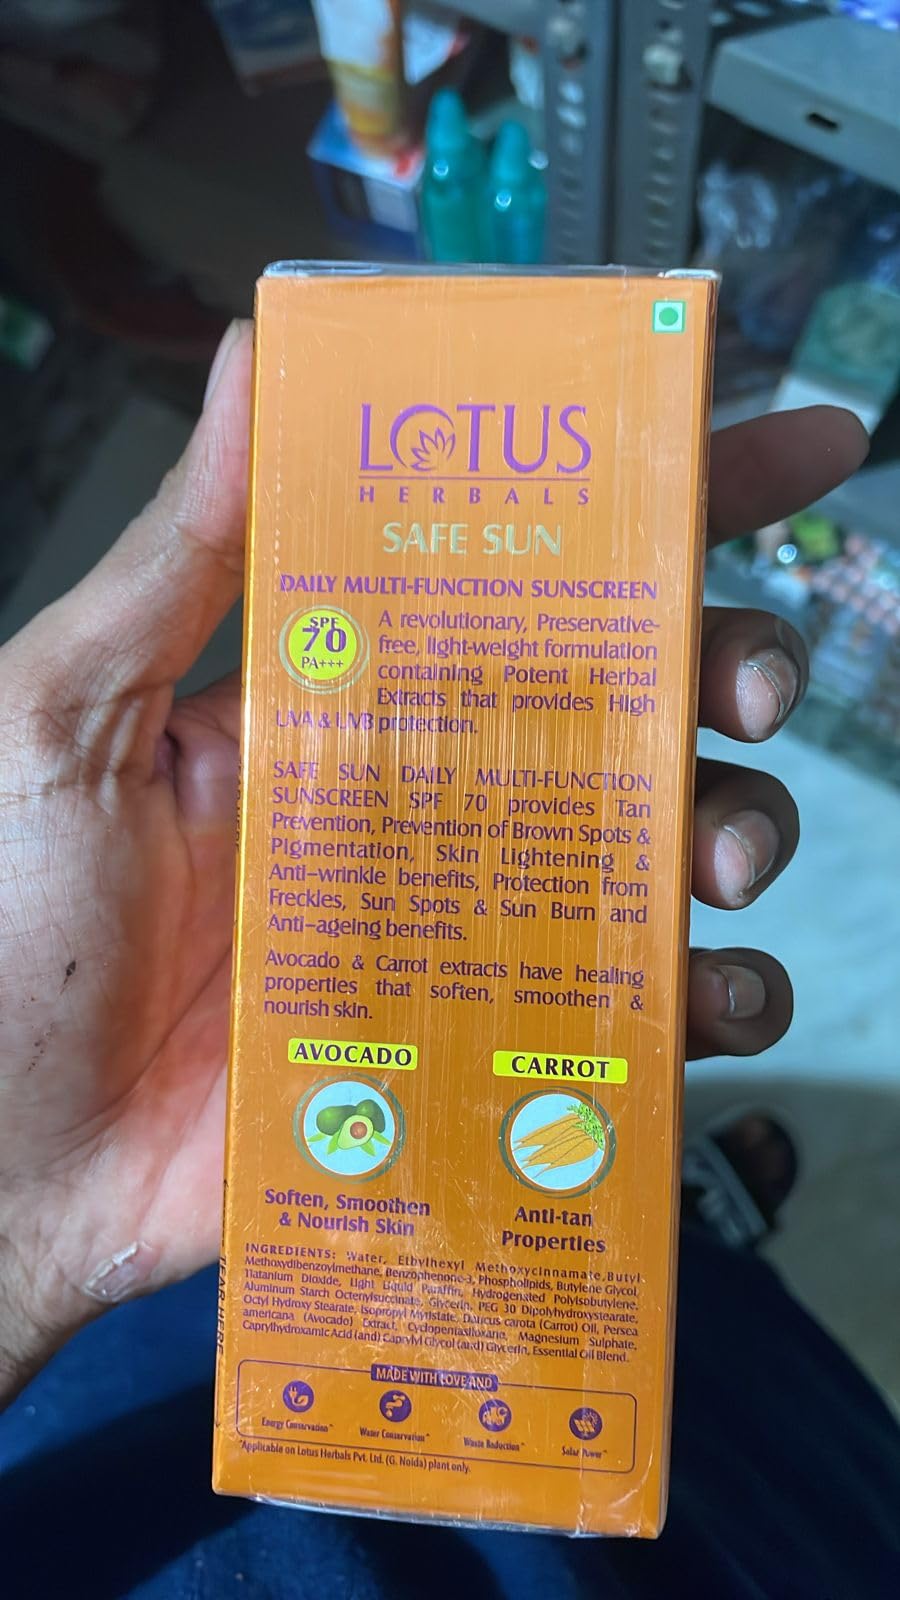 LOTUS
HERBALS
SAFE SUN
DAILY MULTI-FUNCTION SUNSCREEN
SPF
70
PA+++
A revolutionary, Preservative-
free, light-weight formulation
containing Potent Herbal
Extracts that provides High
UVA & UVB protection.
SAFE SUN DAILY MULTI-FUNCTION
SUNSCREEN SPF 70 provides Tan
Prevention, Prevention of Brown Spots &
Pigmentation, Skin Lightening &
Anti-wrinkle benefits, Protection from
Freckles, Sun Spots & Sun Burn and
Anti-ageing benefits.
Avocado & Carrot extracts have healing
properties that soften, smoothen &
nourish skin.
AVOCADO
CARROT
Soften, Smoothen
& Nourish Skin
Anti-tan
Properties
INGREDIENTS: Water, Ethylhexyl Methoxycinnamate, Butyl
Methoxydibenzoylmethane, Benzophenone-3, Phospholipids, Butylene Glycol,
Titanium Dioxide, Light Liquid Paraffin, Hydrogenated Polyisobutylene,
Aluminum Starch Octenylsuccinate, Glycerin, PEG 30 Dipolyhydroxystearate,
Octyl Hydroxy Stearate, Isopropyl Myristate, Daucus carota (Carrot) Oil, Persea
americana (Avocado) Extract, Cyclopentasiloxane, Magnesium Sulphate,
Caprylhydroxamic Acid (and) Caprylyl Glycol (and) Glycerin, Essential Oil Blend.
MADE WITH LOVE AND
Energy Conservation^
Water Conservation^
Waste Reduction^
Solar Power^
^Applicable on Lotus Herbals Pvt. Ltd. (G. Noida) plant only.
TEAR HERE